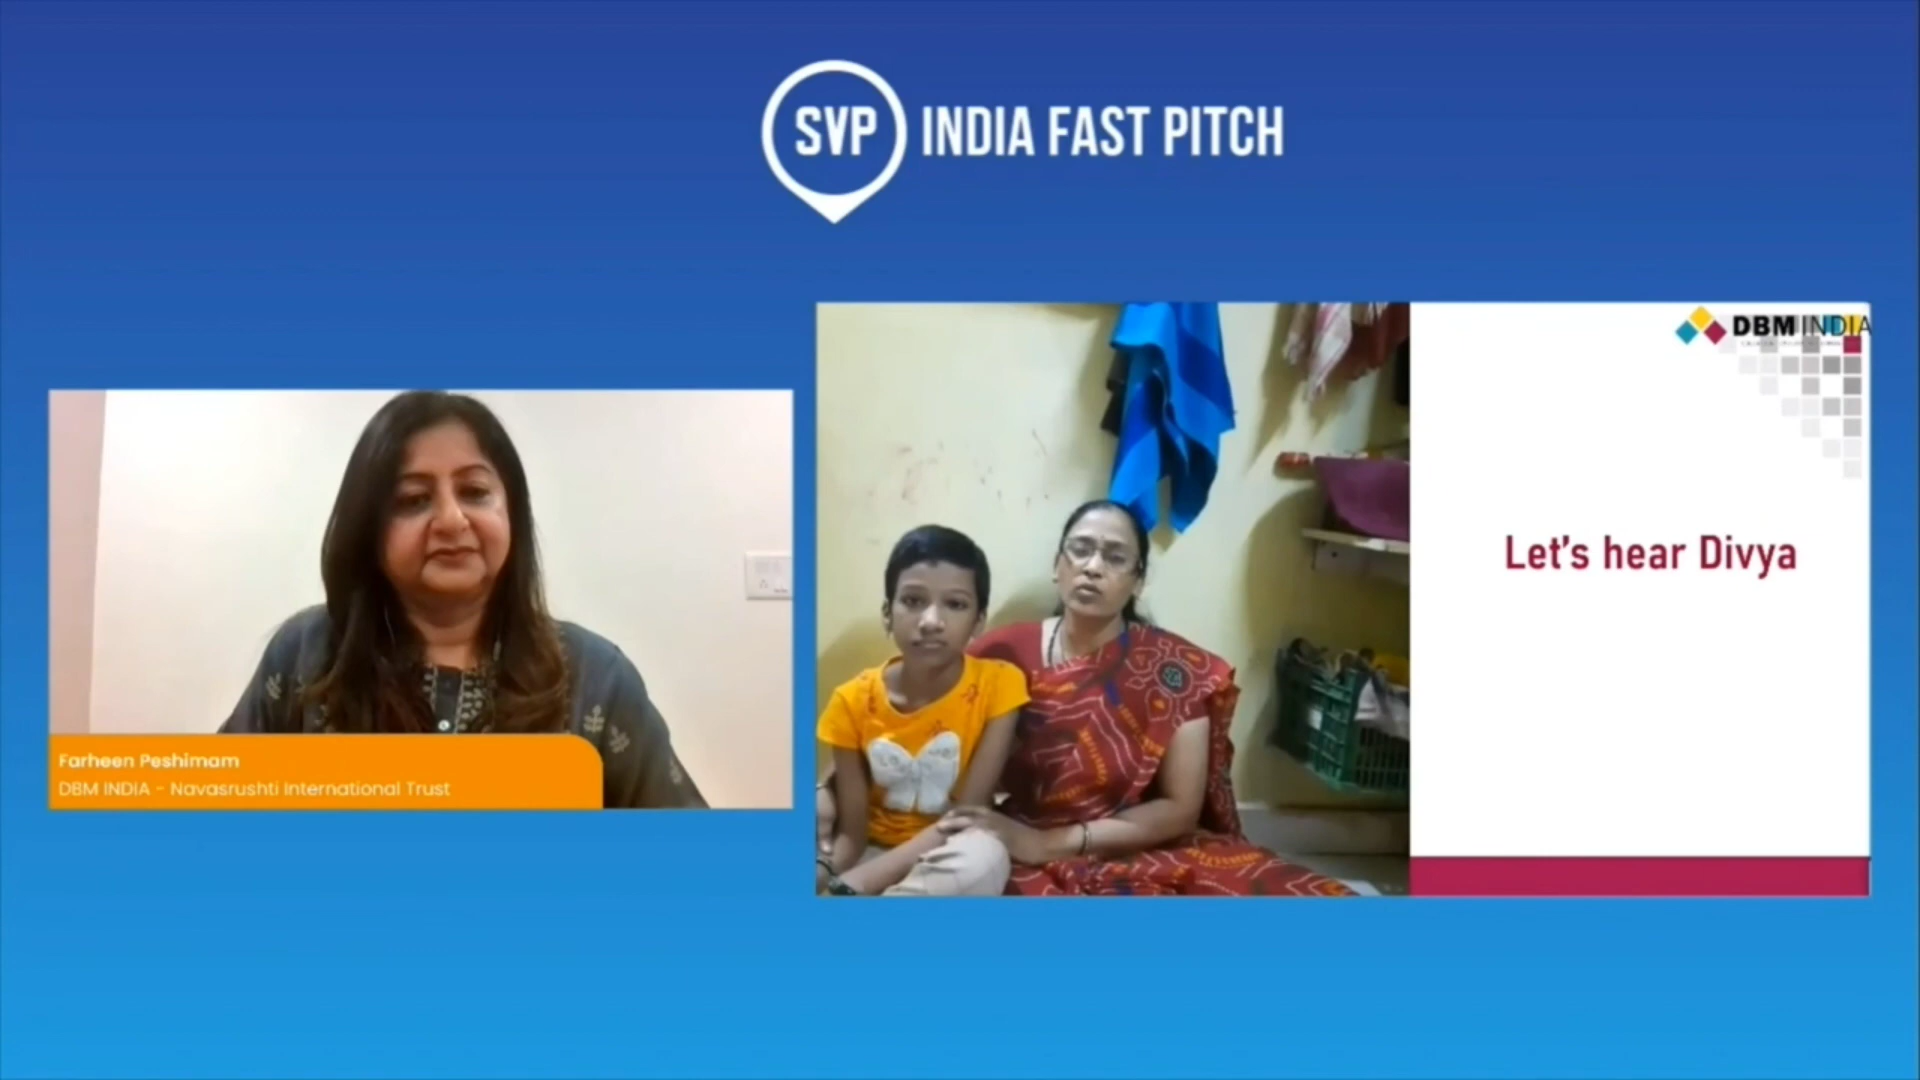 SVP INDIA FAST PITCH
DBM INDIA
Let's hear Divya
Farheen Peshimam
DBM INDIA - Navasrushti International Trust